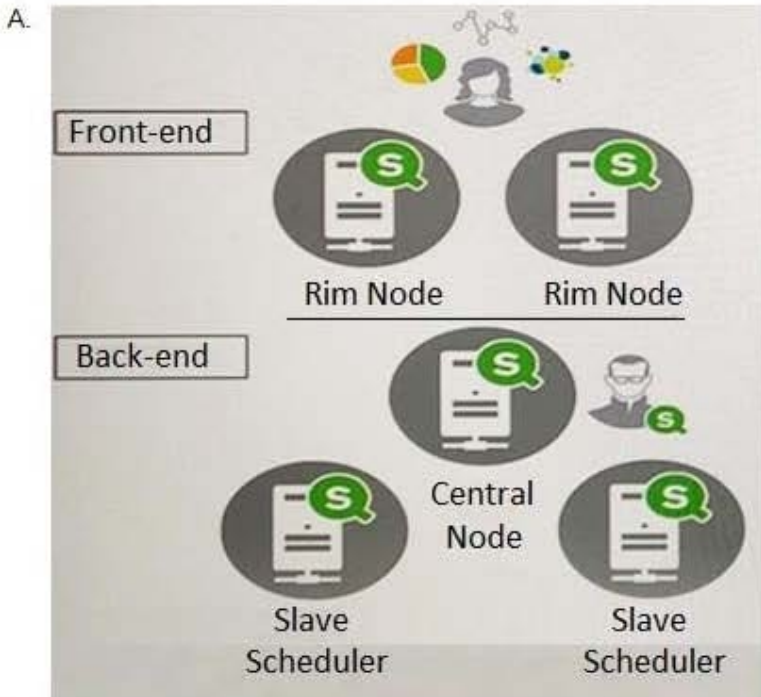 A.
Front-end
S
S
Rim Node
Rim Node
Back-end
S
S
Central
Node
S
S
Slave
Scheduler
Slave
Scheduler